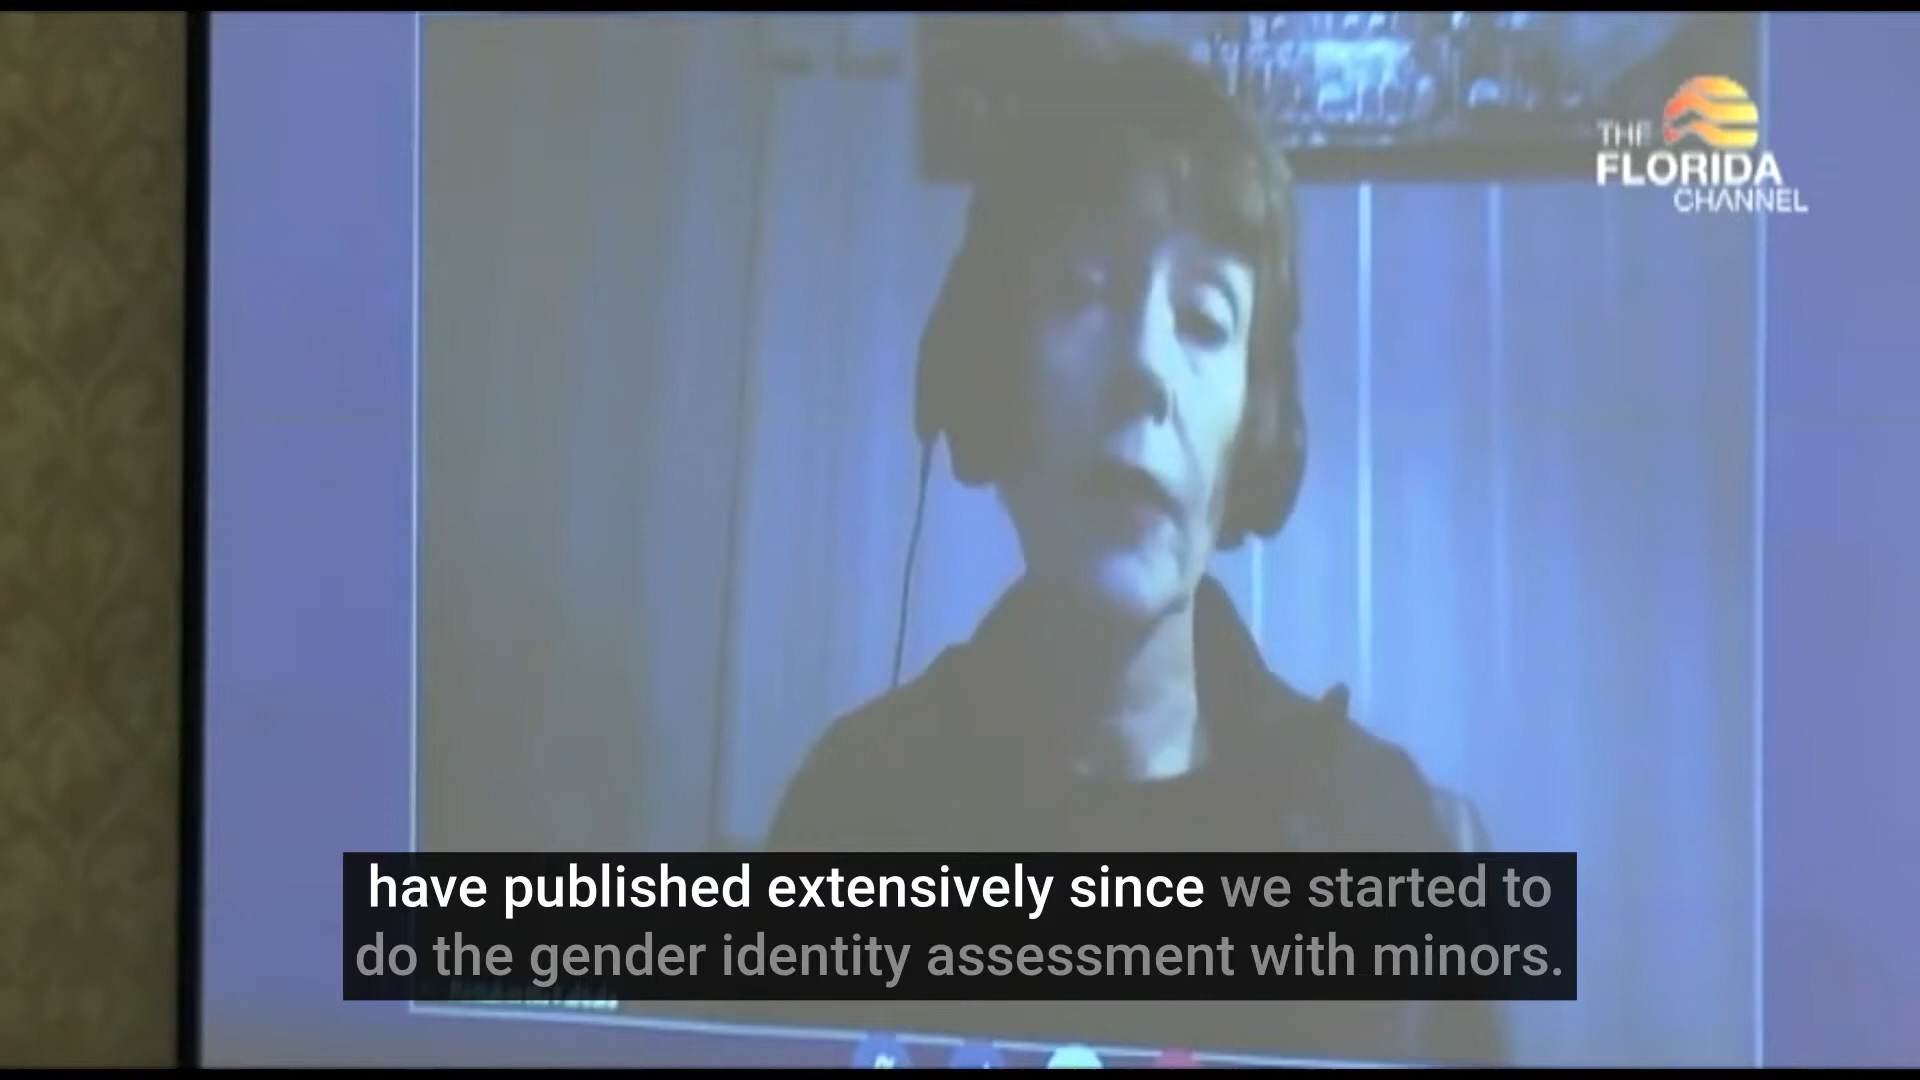 THE
FLORIDA
CHANNEL
have published extensively since we started to
do the gender identity assessment with minors.